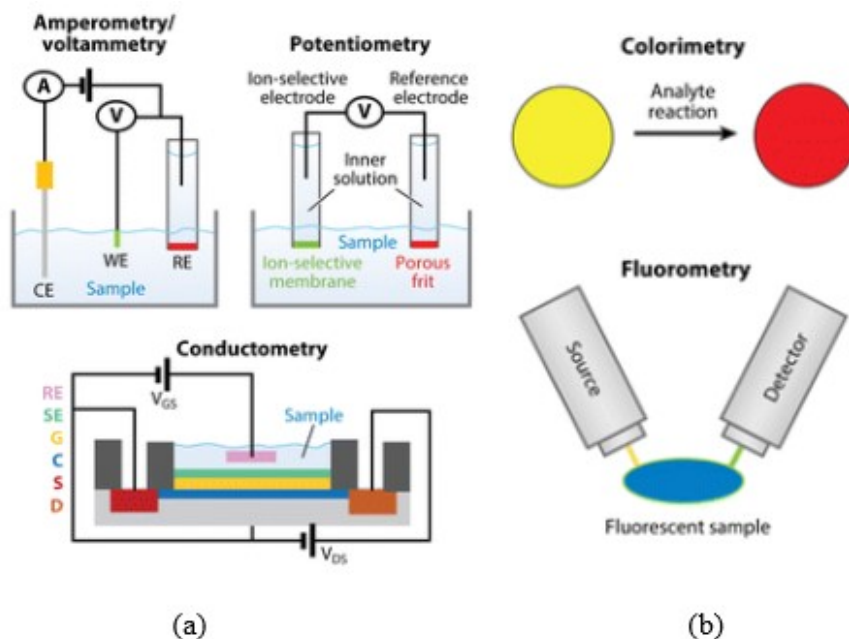 Amperometry/
voltammetry
A
V
CE
WE
RE
Sample
Potentiometry
Ion-selective
electrode
Reference
electrode
V
Inner
solution
Sample
Ion-selective
membrane
Porous
frit
Conductometry
RE
SE
G
C
S
D
VGS
Sample
VDS
(a)
Colorimetry
Analyte
reaction
Fluorometry
Source
Detector
Fluorescent sample
(b)